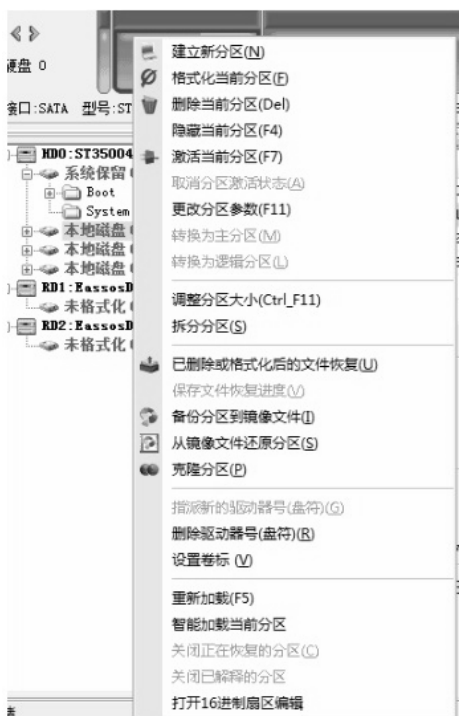 硬盘 0
接口:SATA 型号:ST
HD0:ST35004
系统保留
Boot
System
本地磁盘
本地磁盘
本地磁盘
RD1:EassosD
未格式化
RD2:EassosD
未格式化
建立新分区(N)
格式化当前分区(F)
删除当前分区(Del)
隐藏当前分区(F4)
激活当前分区(F7)
取消分区激活状态(A)
更改分区参数(F11)
转换为主分区(M)
转换为逻辑分区(L)
调整分区大小(Ctrl_F11)
拆分分区(S)
已删除或格式化后的文件恢复(U)
保存文件恢复进度(V)
备份分区到镜像文件(I)
从镜像文件还原分区(S)
克隆分区(P)
指派新的驱动器号(盘符)(G)
删除驱动器号(盘符)(R)
设置卷标 (V)
重新加载(F5)
智能加载当前分区
关闭正在恢复的分区(C)
关闭已解释的分区
打开16进制扇区编辑